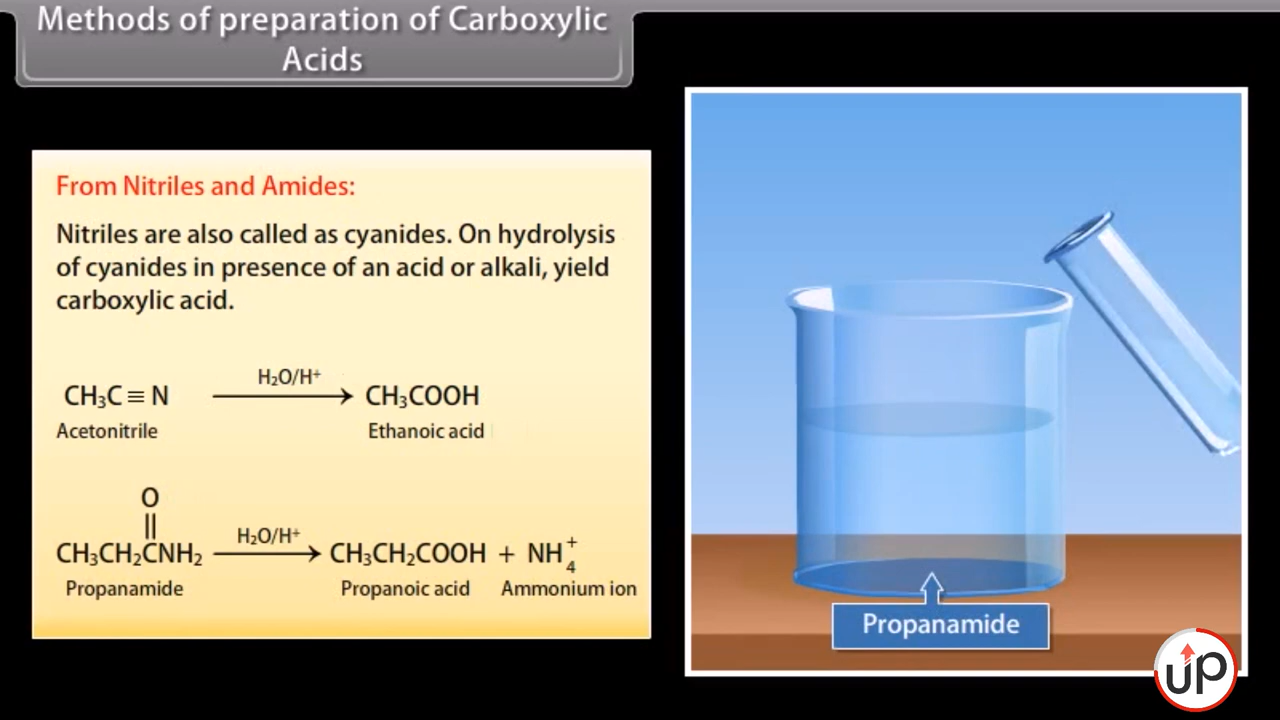 Methods of preparation of Carboxylic
Acids
From Nitriles and Amides:
Nitriles are also called as cyanides. On hydrolysis
of cyanides in presence of an acid or alkali, yield
carboxylic acid.
H₂O/H⁺
CH₃C ≡ N ⟶ CH₃COOH
Acetonitrile Ethanoic acid
O
||
H₂O/H⁺
CH₃CH₂CNH₂ ⟶ CH₃CH₂COOH + NH₄⁺
Propanamide Propanoic acid Ammonium ion
Propanamide
up